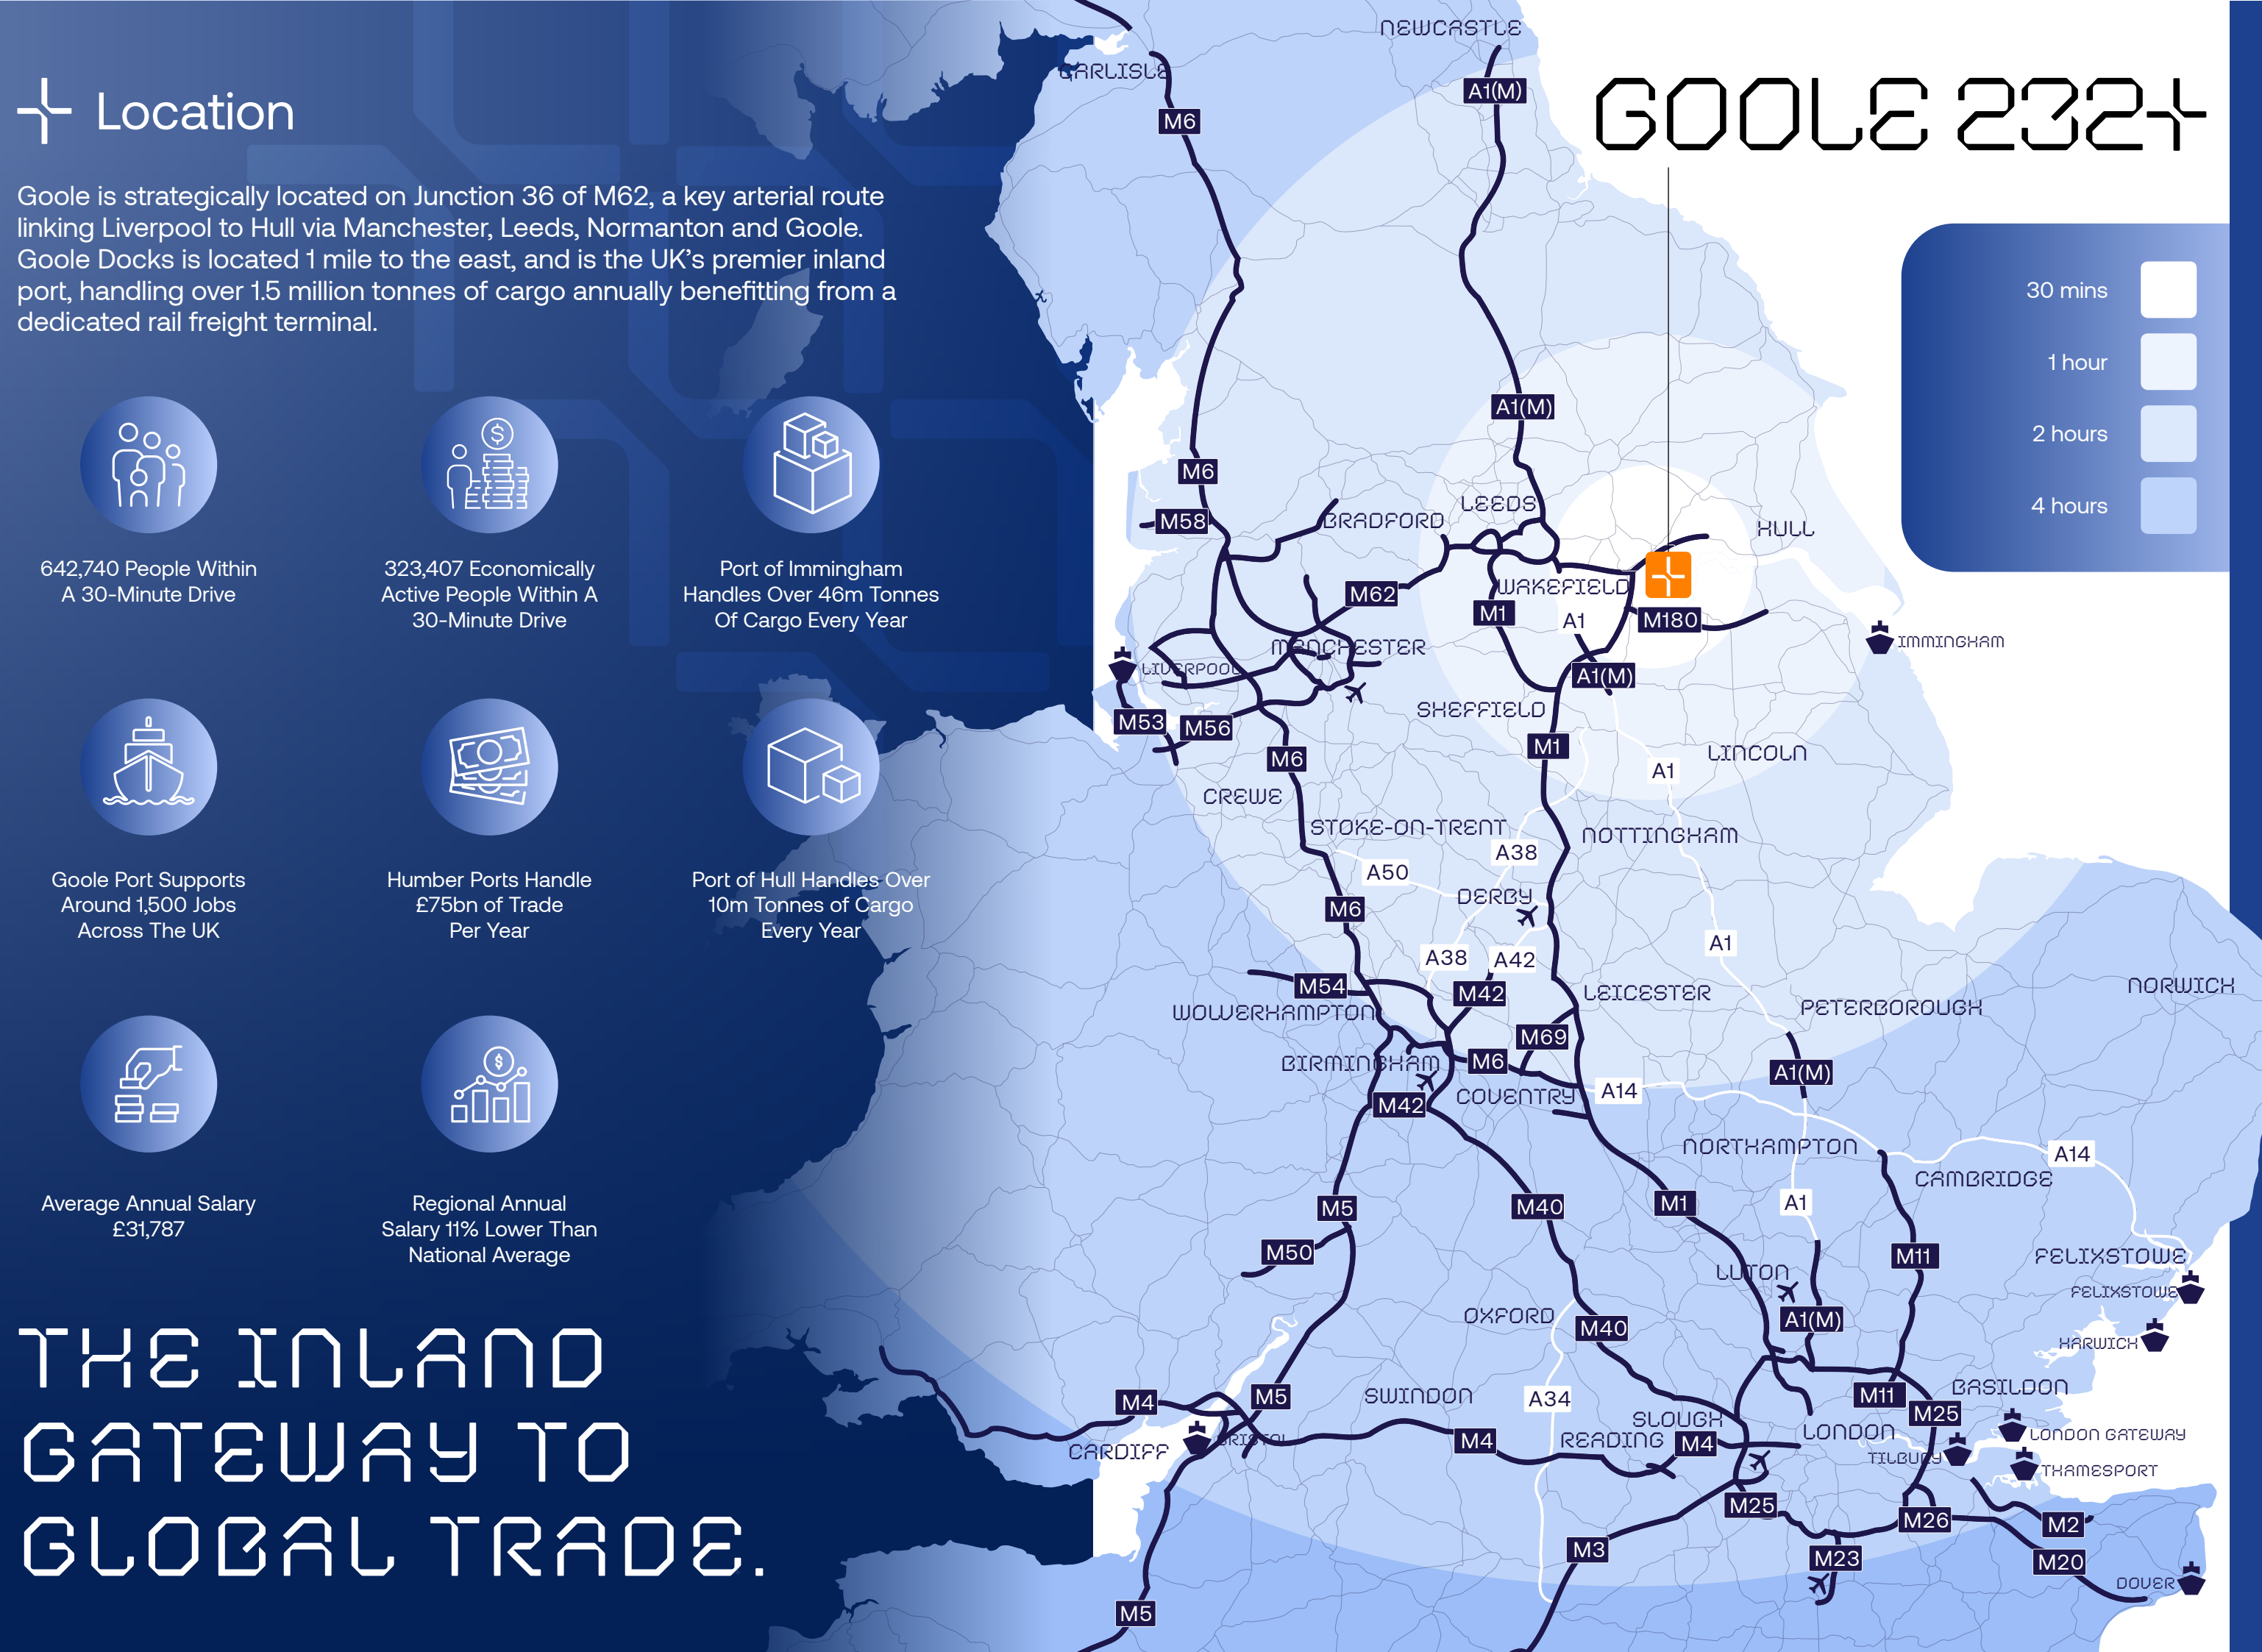 Location
Goole is strategically located on Junction 36 of M62, a key arterial route
linking Liverpool to Hull via Manchester, Leeds, Normanton and Goole.
Goole Docks is located 1 mile to the east, and is the UK’s premier inland
port, handling over 1.5 million tonnes of cargo annually benefitting from a
dedicated rail freight terminal.
642,740 People Within
A 30-Minute Drive
323,407 Economically
Active People Within A
30-Minute Drive
Port of Immingham
Handles Over 46m Tonnes
Of Cargo Every Year
Goole Port Supports
Around 1,500 Jobs
Across The UK
Humber Ports Handle
£75bn of Trade
Per Year
Port of Hull Handles Over
10m Tonnes of Cargo
Every Year
Average Annual Salary
£31,787
Regional Annual
Salary 11% Lower Than
National Average
THE INLAND
GATEWAY TO
GLOBAL TRADE.
GOOLE 232+
30 mins
1 hour
2 hours
4 hours
NEWCASTLE
CARLISLE
A1(M)
M6
A1(M)
M6
LEEDS
M58
BRADFORD
HULL
WAKEFIELD
M62
M1
A1
M180
IMMINGHAM
MANCHESTER
LIVERPOOL
A1(M)
SHEFFIELD
M53
M56
M1
LINCOLN
M6
A1
CREWE
STOKE-ON-TRENT
NOTTINGHAM
A38
A50
DERBY
M6
A1
A38
A42
M54
M42
LEICESTER
NORWICH
WOLVERHAMPTON
PETERBOROUGH
M69
BIRMINGHAM
M6
A1(M)
COVENTRY
A14
M42
NORTHAMPTON
A14
CAMBRIDGE
M5
M40
M1
A1
M50
M11
FELIXSTOWE
LUTON
FELIXSTOWE
OXFORD
M40
A1(M)
HARWICH
M4
M5
SWINDON
A34
M11
BASILDON
M25
SLOUGH
CARDIFF
BRISTOL
M4
READING
M4
LONDON
LONDON GATEWAY
TILBURY
THAMESPORT
M25
M26
M2
M3
M23
M20
DOVER
M5